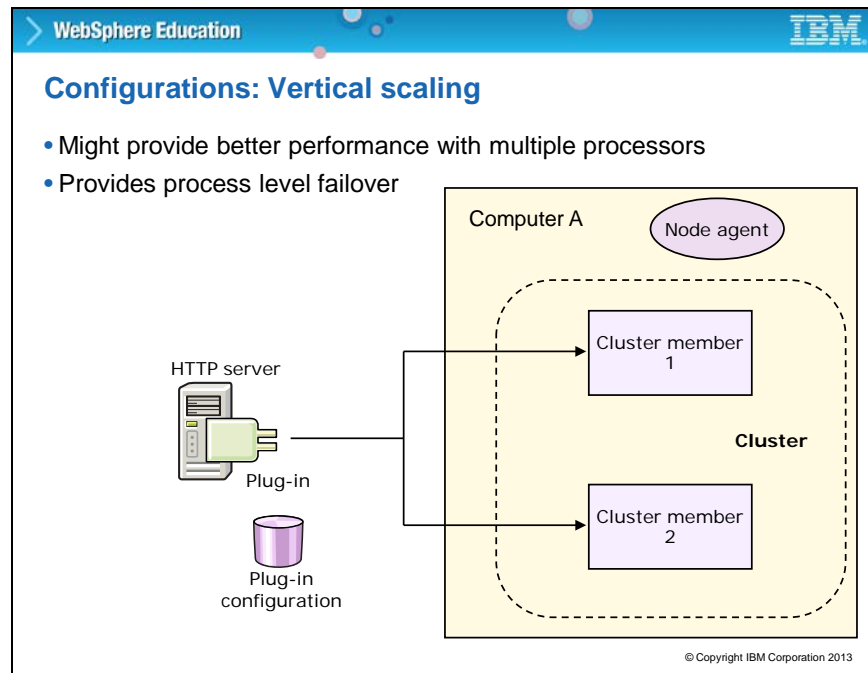 WebSphere Education
IBM
Configurations: Vertical scaling
• Might provide better performance with multiple processors
• Provides process level failover
Computer A
Node agent
Cluster member
1
HTTP server
Cluster
Plug-in
Cluster member
2
Plug-in
configuration
© Copyright IBM Corporation 2013